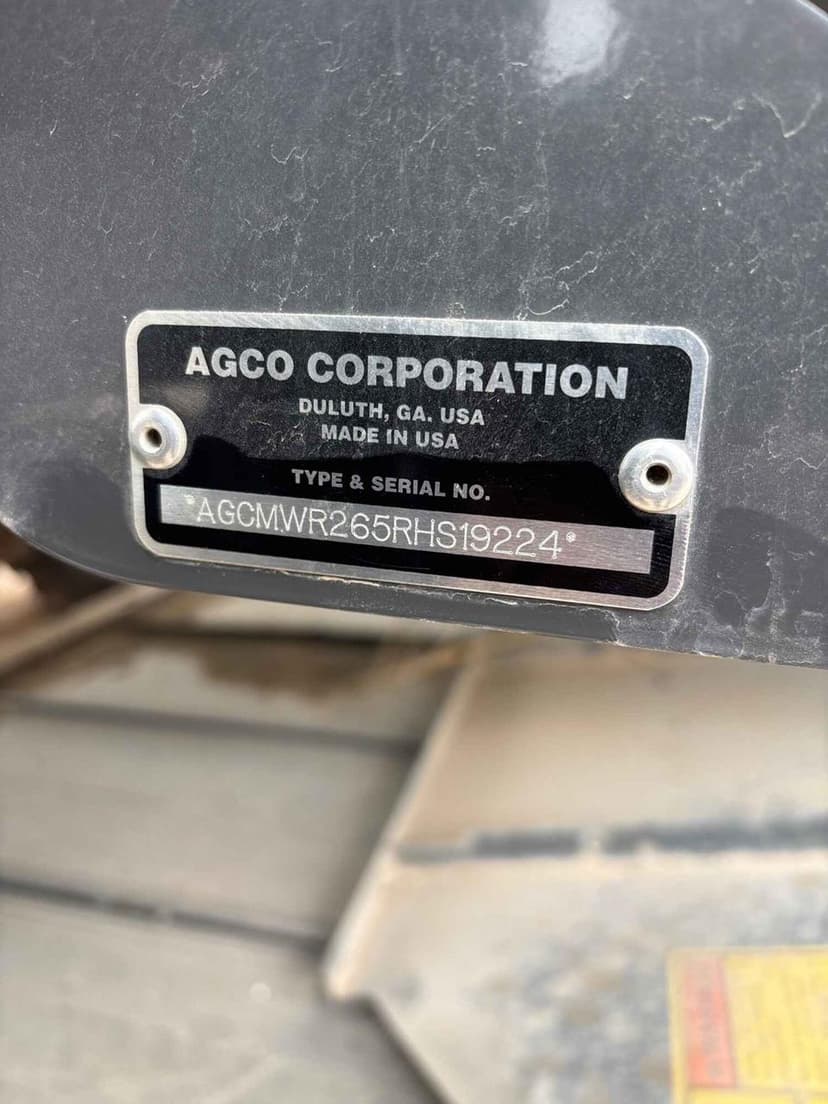 AGCO CORPORATION
DULUTH, GA. USA
MADE IN USA
TYPE & SERIAL NO.
*AGCMWR265RHS19224*